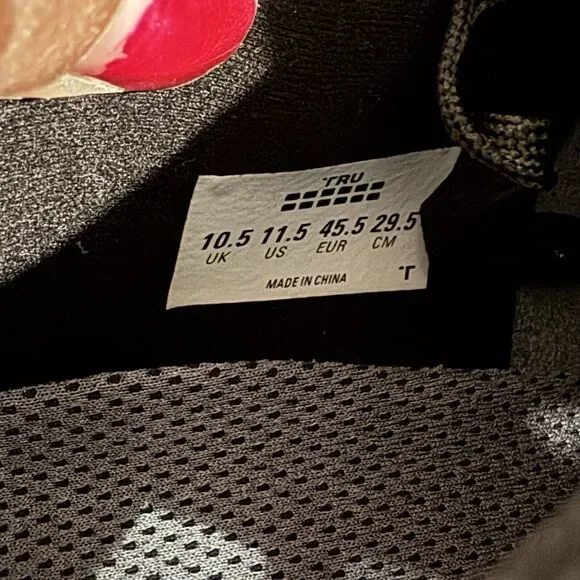 TRU
10.5 11.5 45.5 29.5
UK US EUR CM
MADE IN CHINA
T